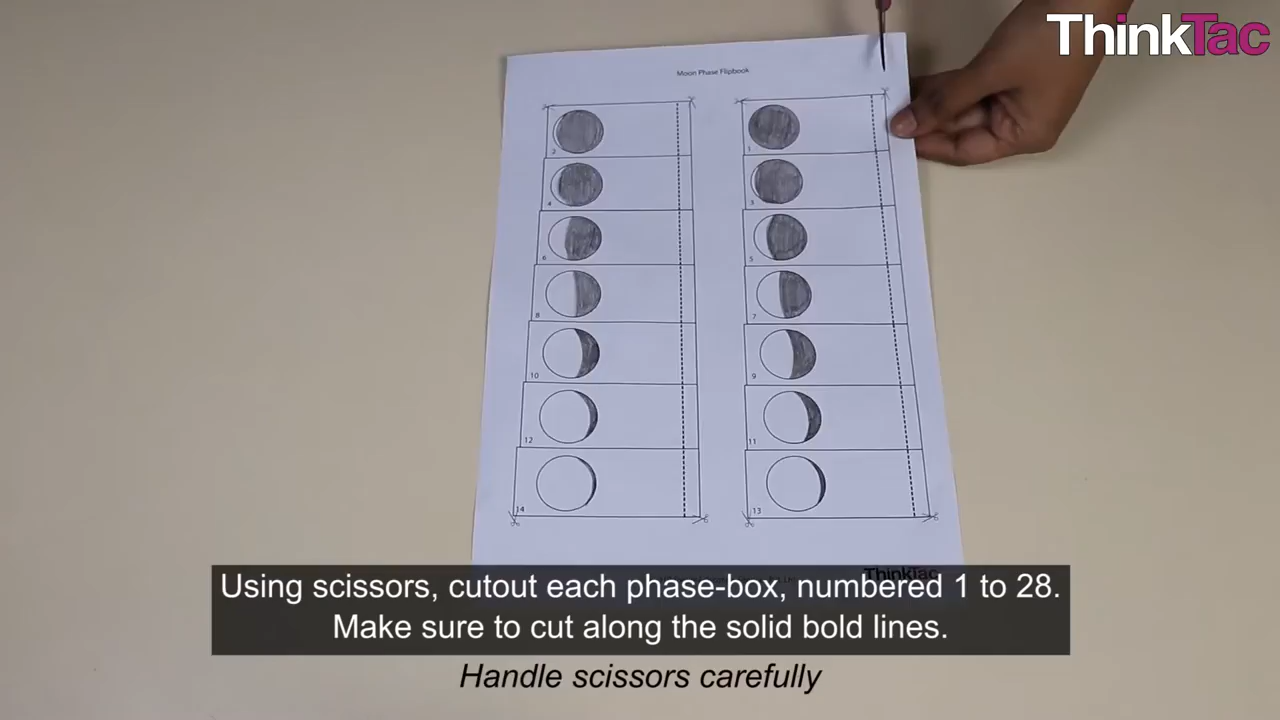 ThinkTac
Moon Phase Flipbook
2
1
4
3
6
5
8
7
10
9
12
11
14
13
ThinkTac
Using scissors, cutout each phase-box, numbered 1 to 28.
Make sure to cut along the solid bold lines.
Handle scissors carefully